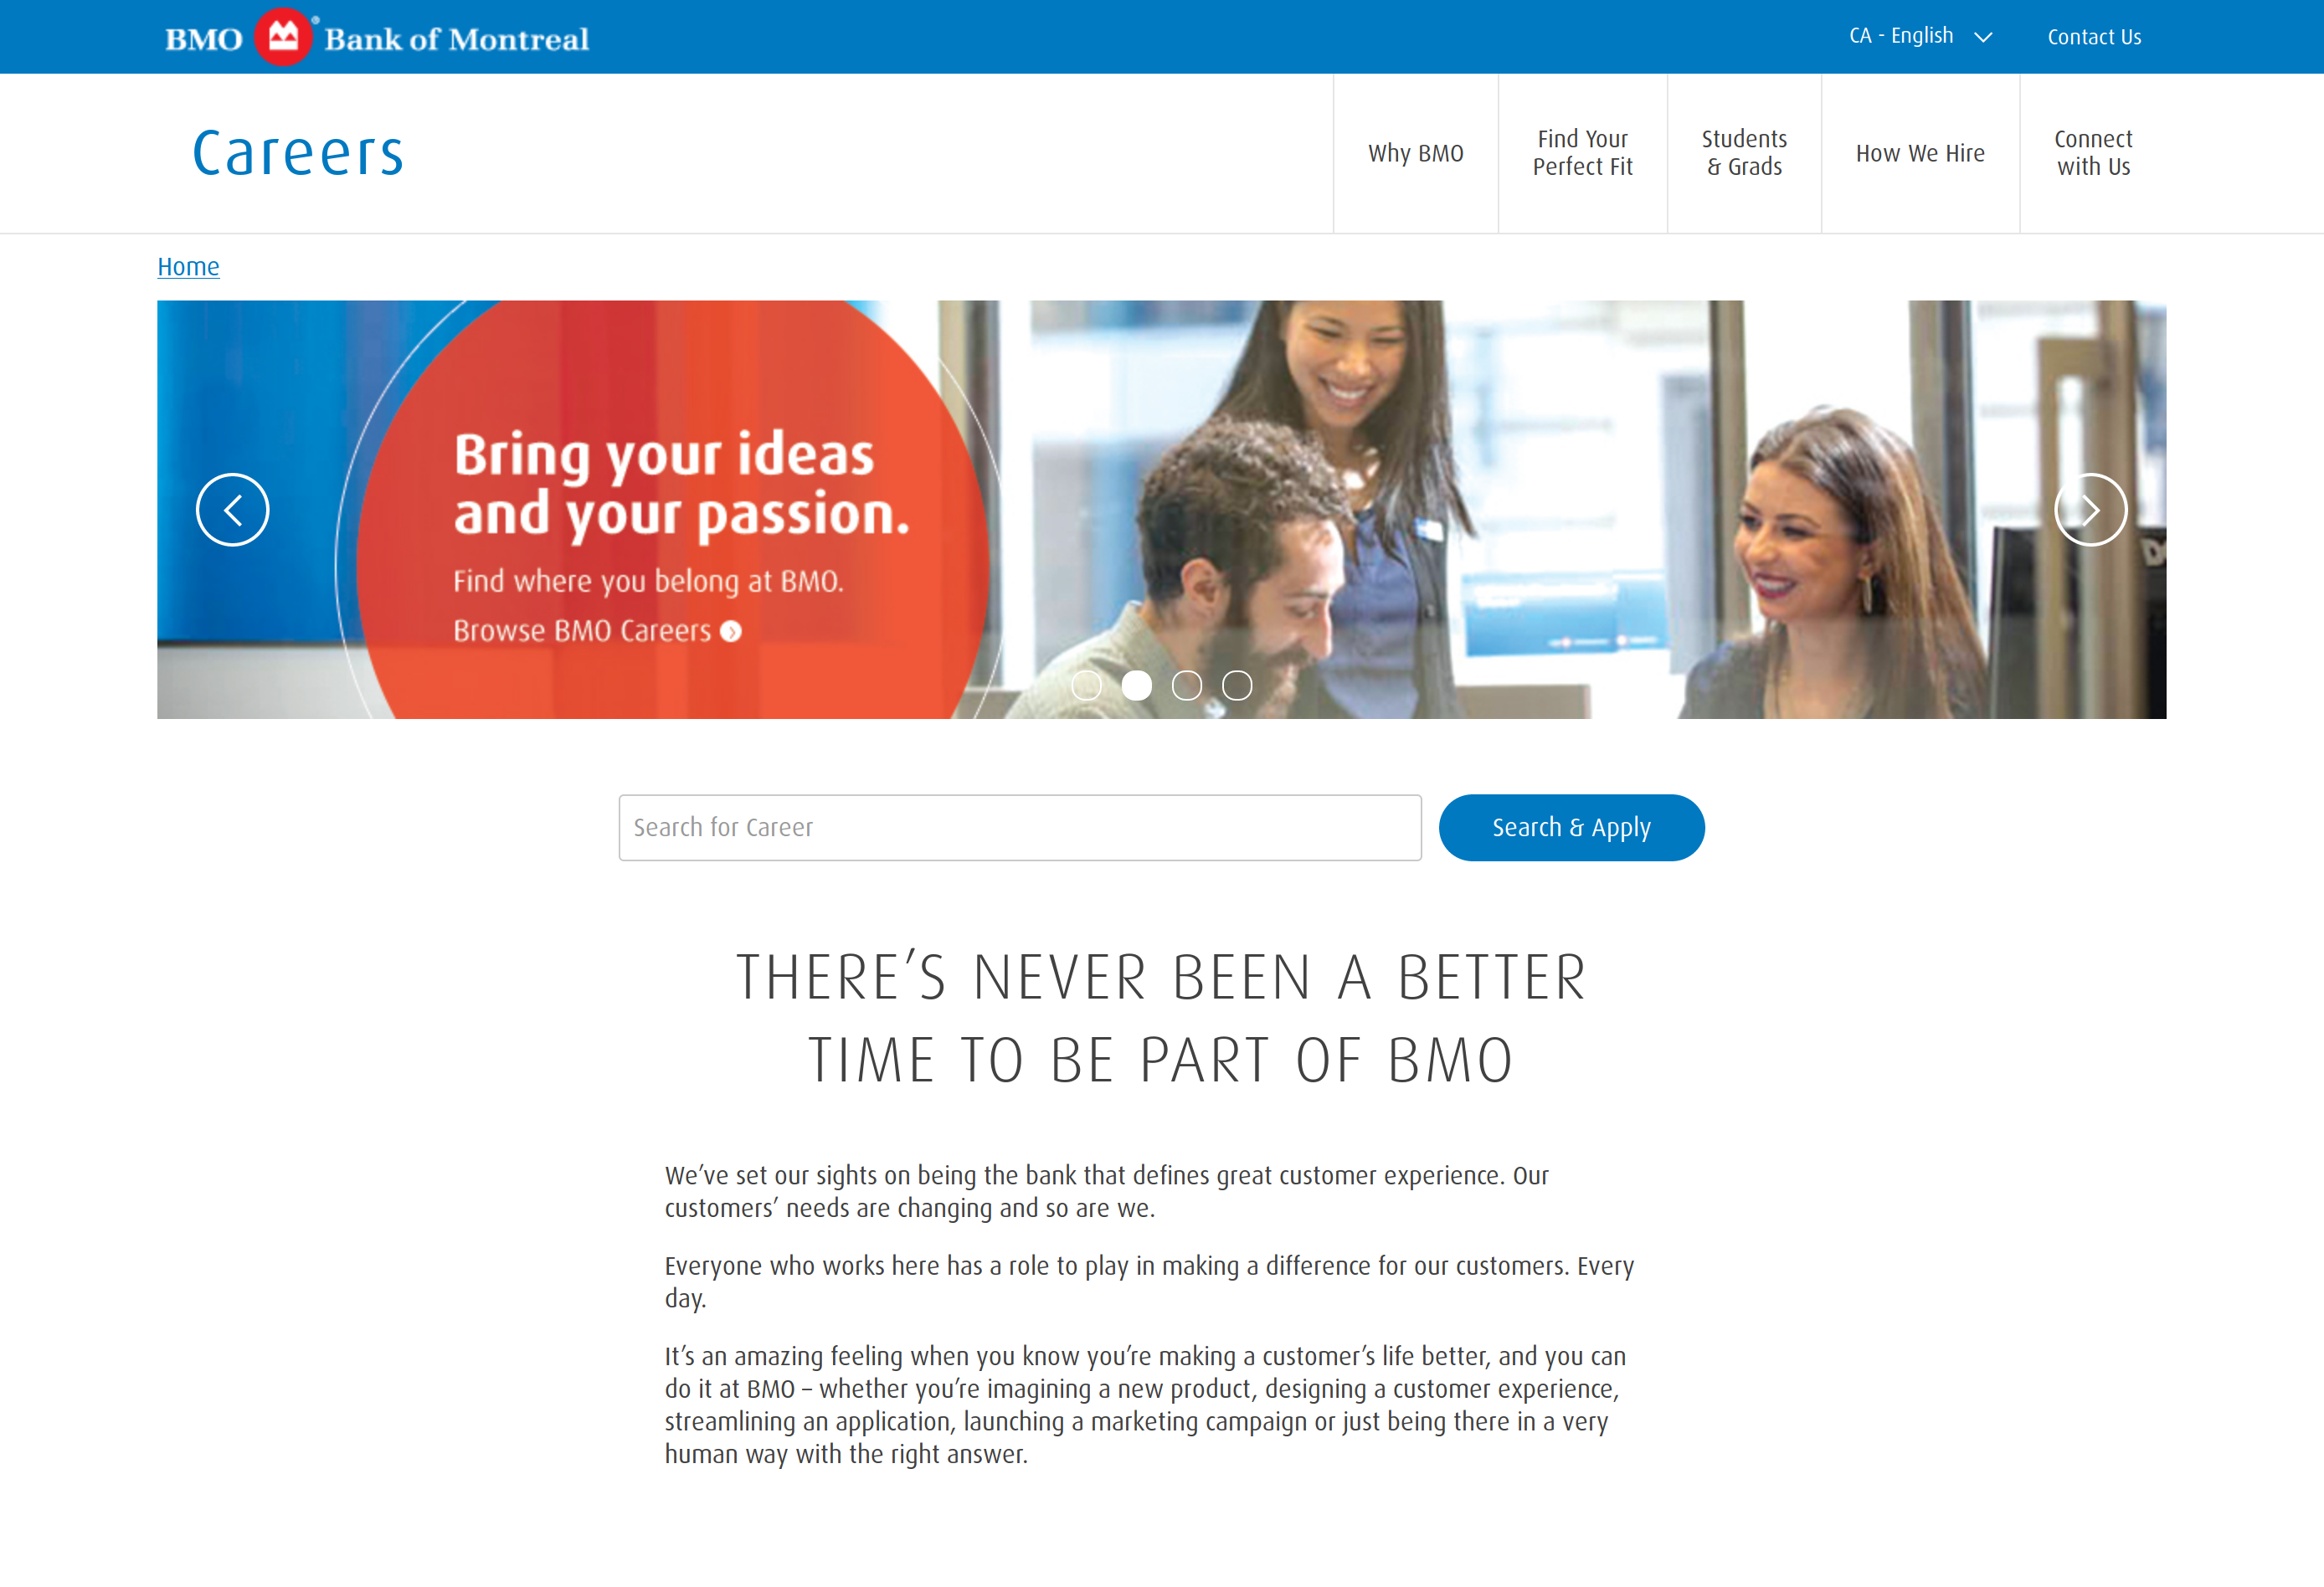 BMO Bank of Montreal
CA - English
Contact Us
Careers
Why BMO
Find Your
Perfect Fit
Students
& Grads
How We Hire
Connect
with Us
Home
Bring your ideas
and your passion.
Find where you belong at BMO.
Browse BMO Careers
Search for Career
Search & Apply
THERE’S NEVER BEEN A BETTER
TIME TO BE PART OF BMO
We’ve set our sights on being the bank that defines great customer experience. Our
customers’ needs are changing and so are we.
Everyone who works here has a role to play in making a difference for our customers. Every
day.
It’s an amazing feeling when you know you’re making a customer’s life better, and you can
do it at BMO – whether you’re imagining a new product, designing a customer experience,
streamlining an application, launching a marketing campaign or just being there in a very
human way with the right answer.